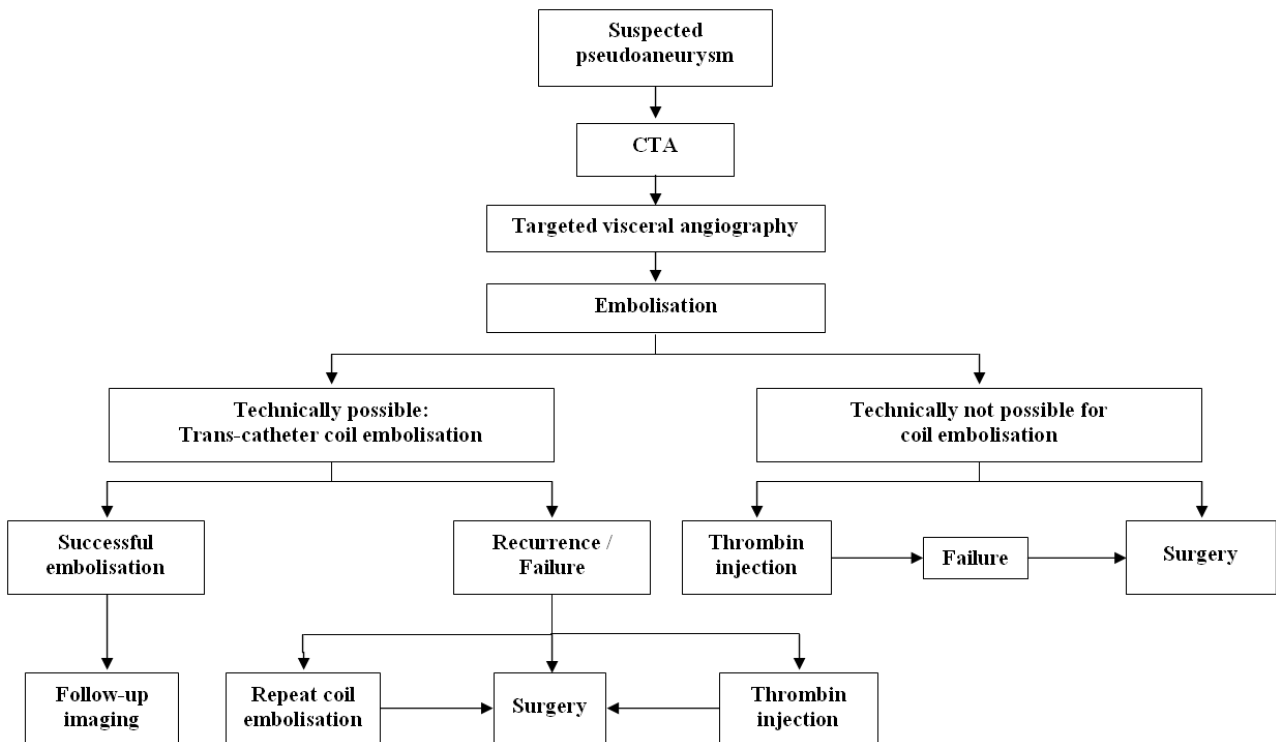 Suspected
pseudoaneurysm
CTA
Targeted visceral angiography
Embolisation
Technically possible:
Trans-catheter coil embolisation
Technically not possible for
coil embolisation
Successful
embolisation
Recurrence /
Failure
Thrombin
injection
Failure
Surgery
Follow-up
imaging
Repeat coil
embolisation
Surgery
Thrombin
injection